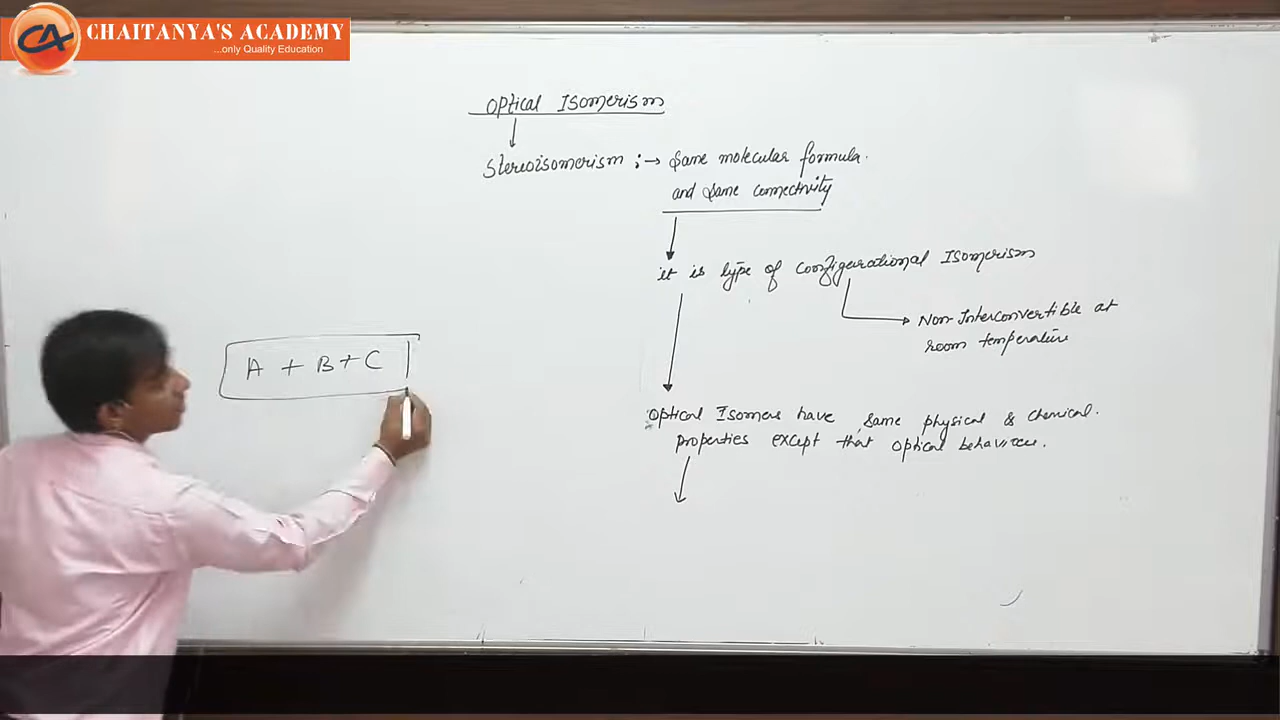 CHAITANYA'S ACADEMY
...only Quality Education
CA
Optical Isomerism
Stereoisomerism :→ Same molecular formula.
and Same connectivity
it is type of configurational Isomerism
Non-Interconvertible at
room temperature
A + B + C
Optical Isomers have same physical & chemical.
properties except that optical behaviour.